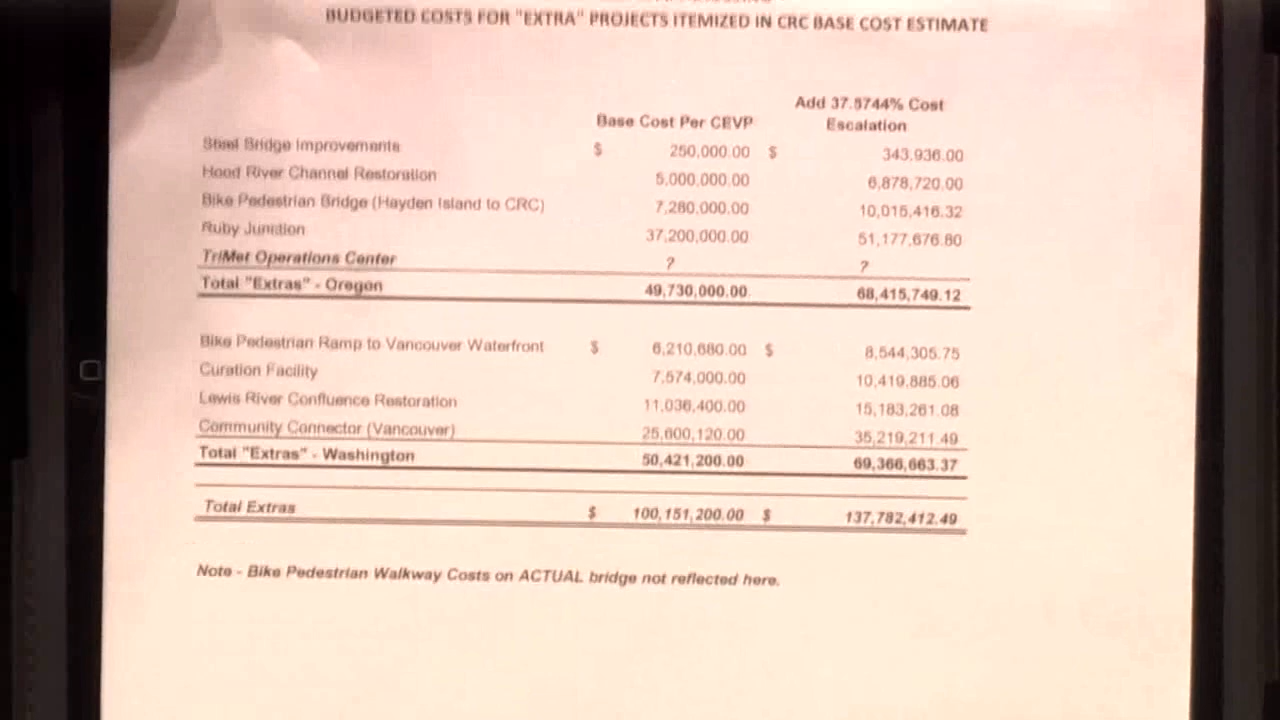 BUDGETED COSTS FOR "EXTRA" PROJECTS ITEMIZED IN CRC BASE COST ESTIMATE
Base Cost Per CEVP Add 37.5744% Cost Escalation
Steel Bridge Improvements $ 250,000.00 $ 343,936.00
Hood River Channel Restoration 5,000,000.00 6,878,720.00
Bike Pedestrian Bridge (Hayden Island to CRC) 7,280,000.00 10,015,416.32
Ruby Junction 37,200,000.00 51,177,676.80
TriMet Operations Center ? ?
Total "Extras" - Oregon 49,730,000.00 68,415,749.12
Bike Pedestrian Ramp to Vancouver Waterfront $ 6,210,680.00 $ 8,544,305.75
Curation Facility 7,574,000.00 10,419,885.06
Lewis River Confluence Restoration 11,036,400.00 15,183,261.08
Community Connector (Vancouver) 25,600,120.00 35,219,211.49
Total "Extras" - Washington 50,421,200.00 69,366,663.37
Total Extras $ 100,151,200.00 $ 137,782,412.49
Note - Bike Pedestrian Walkway Costs on ACTUAL bridge not reflected here.